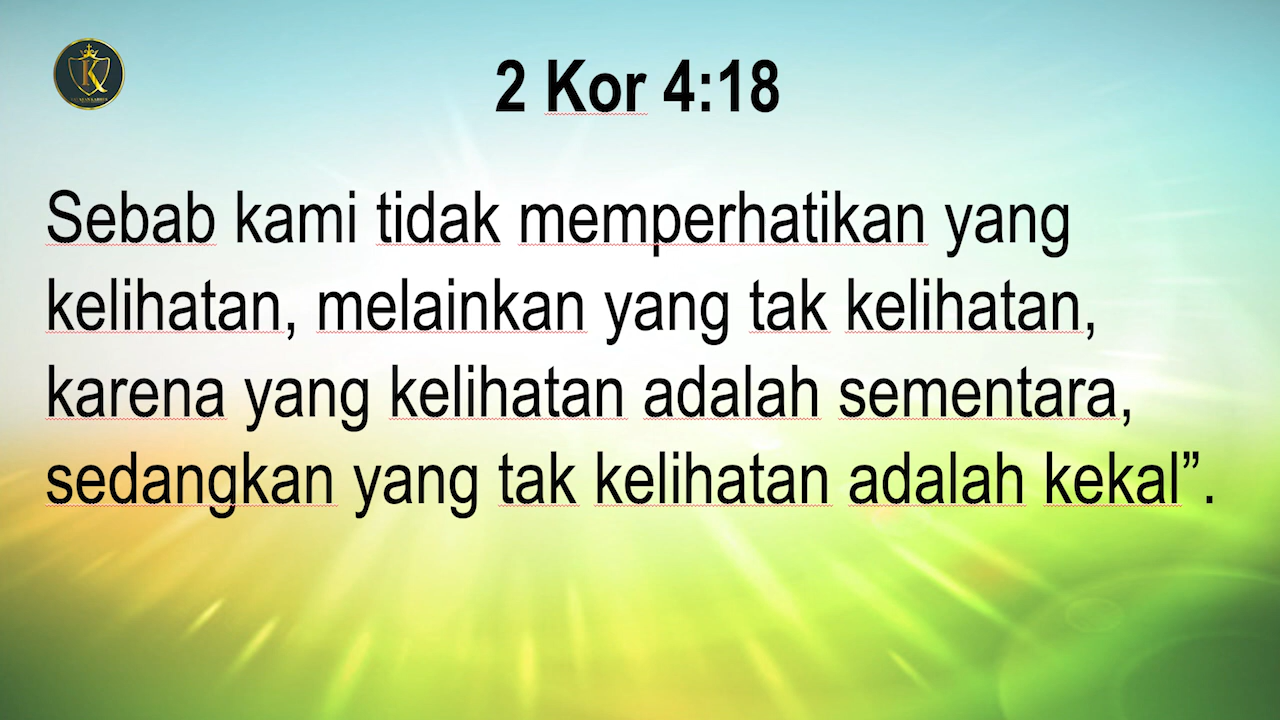 K
2 Kor 4:18
Sebab kami tidak memperhatikan yang
kelihatan, melainkan yang tak kelihatan,
karena yang kelihatan adalah sementara,
sedangkan yang tak kelihatan adalah kekal”.